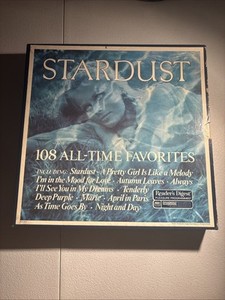 STARDUST
108 ALL-TIME FAVORITES
INCLUDING: Stardust · A Pretty Girl Is Like a Melody
I'm in the Mood for Love · Autumn Leaves · Always
I'll See You in My Dreams · Tenderly
Deep Purple · Marie · April in Paris
As Time Goes By · Night and Day
Reader's Digest